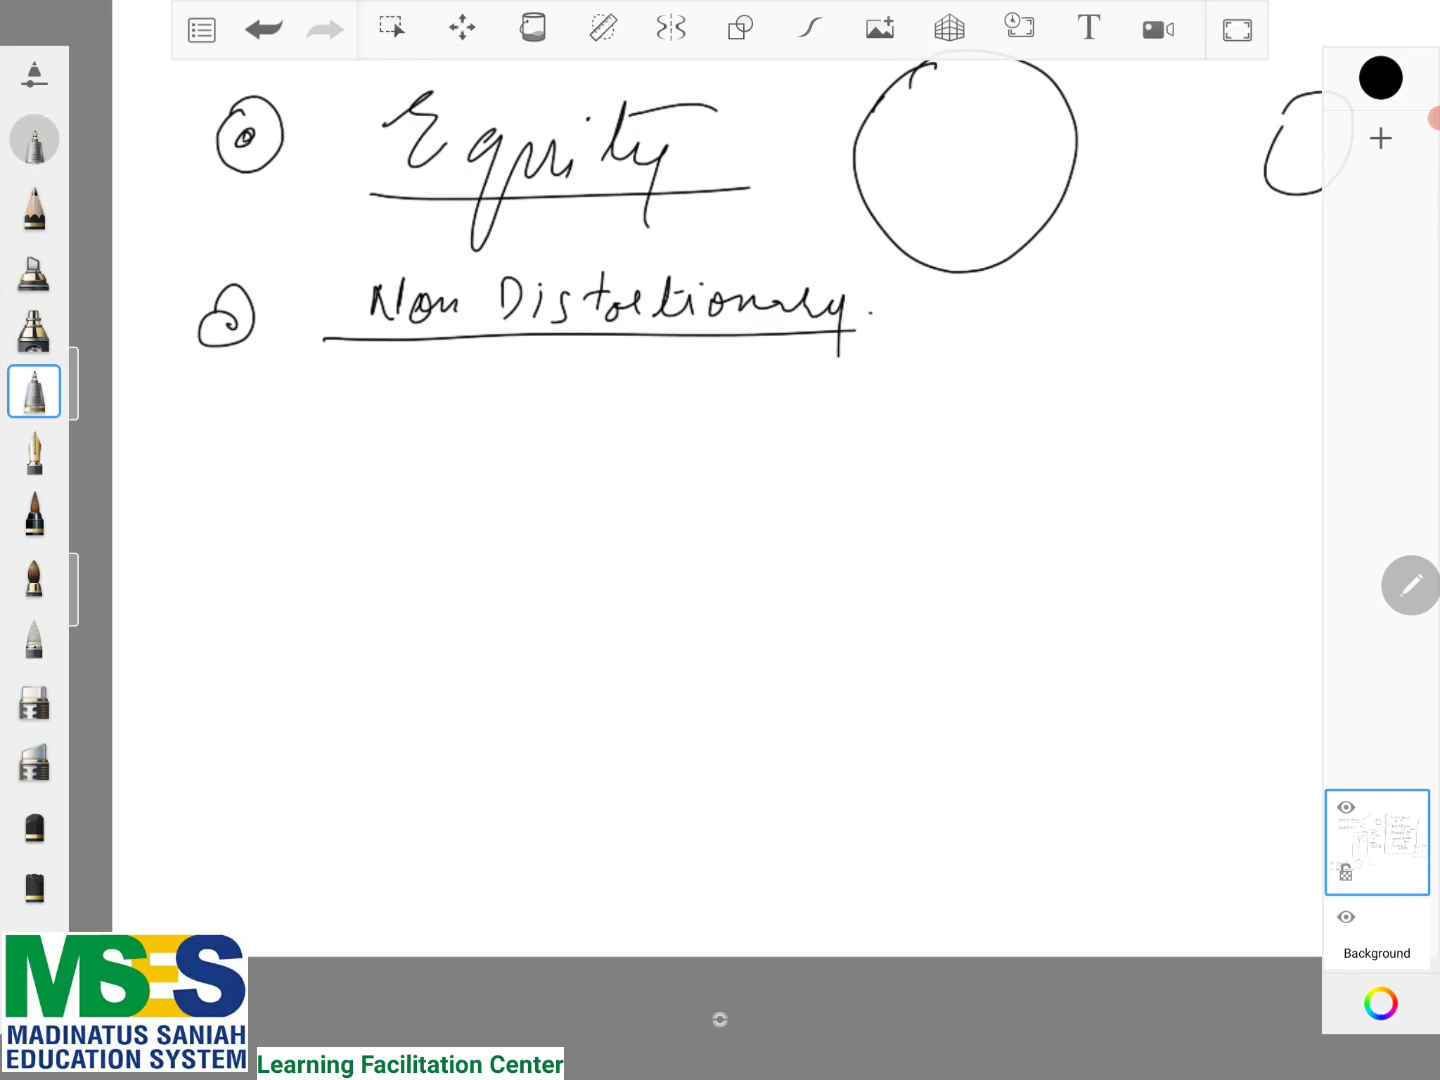 T
Equity
Non Distortionary.
Background
MSES
MADINATUS SANIAH
EDUCATION SYSTEM
Learning Facilitation Center